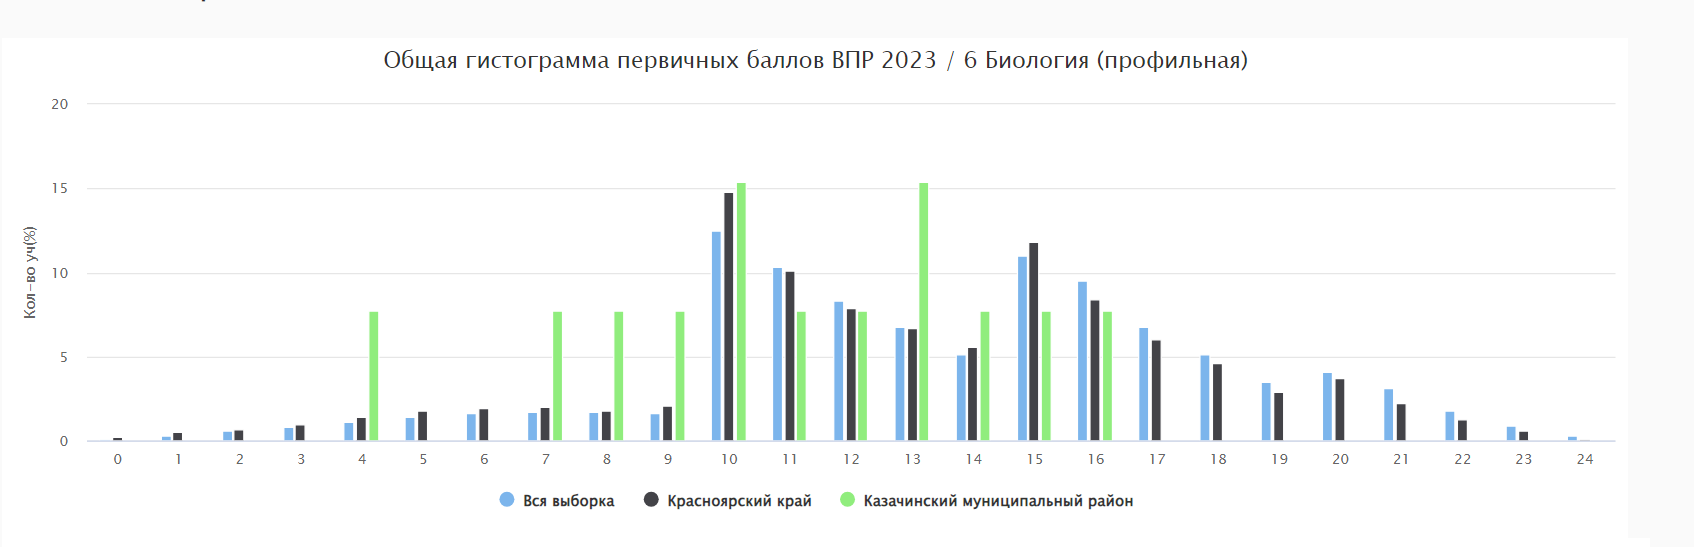 Общая гистограмма первичных баллов ВПР 2023 / 6 Биология (профильная)
20
15
10
5
0
Кол-во уч(%)
0 1 2 3 4 5 6 7 8 9 10 11 12 13 14 15 16 17 18 19 20 21 22 23 24
Вся выборка Красноярский край Казачинский муниципальный район